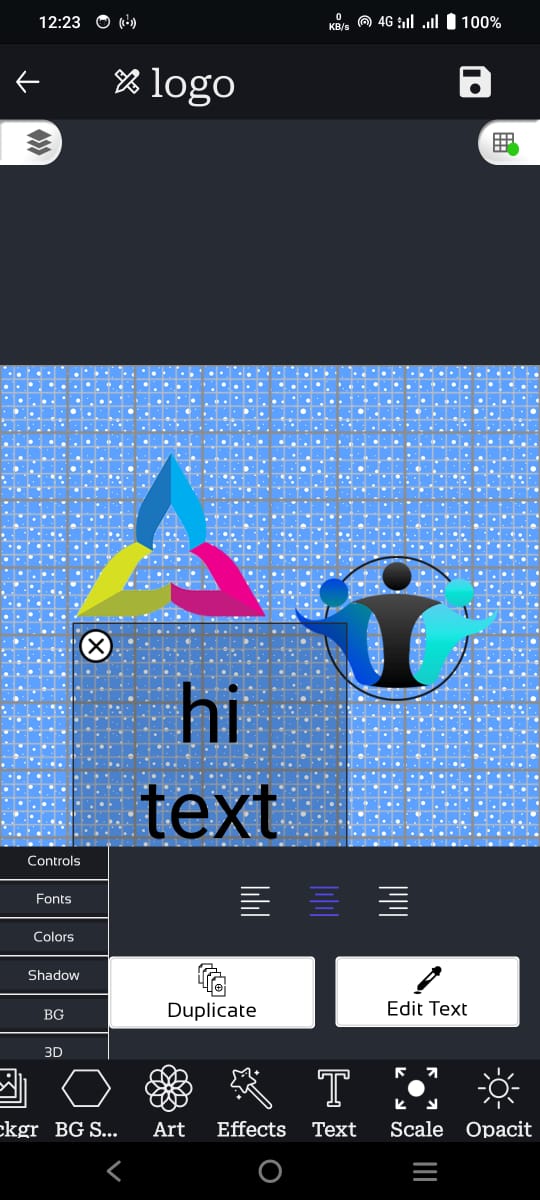 12:23 0 KB/s 4G 100%
logo
hi
text
Controls
Fonts
Colors
Shadow
BG
3D
Duplicate Edit Text
ckgr BG S... Art Effects Text Scale Opacit